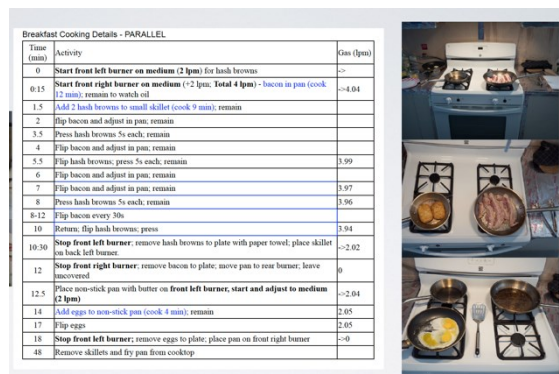 Breakfast Cooking Details - PARALLEL
Time
(min)
Activity
Gas (lpm)
0
Start front left burner on medium (2 lpm) for hash browns
->
0:15
Start front right burner on medium (+2 lpm; Total 4 lpm) - bacon in pan (cook
12 min); remain to watch oil
->4.04
1.5
Add 2 hash browns to small skillet (cook 9 min); remain
2
flip bacon and adjust in pan; remain
3.5
Press hash browns 5s each; remain
4
Flip bacon and adjust in pan; remain
5.5
Flip hash browns; press 5s each; remain
3.99
6
Flip bacon and adjust in pan; remain
7
Flip bacon and adjust in pan; remain
3.97
8
Press hash browns 5s each; remain
3.96
8-12
Flip bacon every 30s
10
Return; flip hash browns; press
3.94
10:30
Stop front left burner; remove hash browns to plate with paper towel; place skillet
on back left burner.
->2.02
12
Stop front right burner; remove bacon to plate; move pan to rear burner; leave
uncovered
0
12.5
Place non-stick pan with butter on front left burner, start and adjust to medium
(2 lpm)
->2.04
14
Add eggs to non-stick pan (cook 4 min); remain
2.05
17
Flip eggs
2.05
18
Stop front left burner; remove eggs to plate; place pan on front right burner
->0
48
Remove skillets and fry pan from cooktop